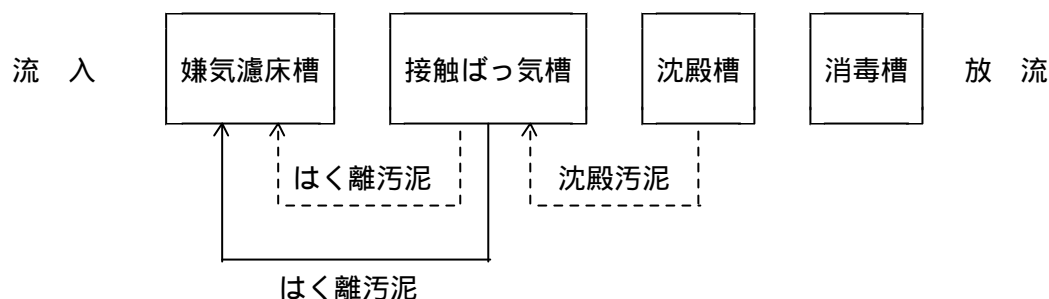 流　入
嫌気濾床槽
接触ばっ気槽
沈殿槽
消毒槽
放　流
はく離汚泥
沈殿汚泥
はく離汚泥